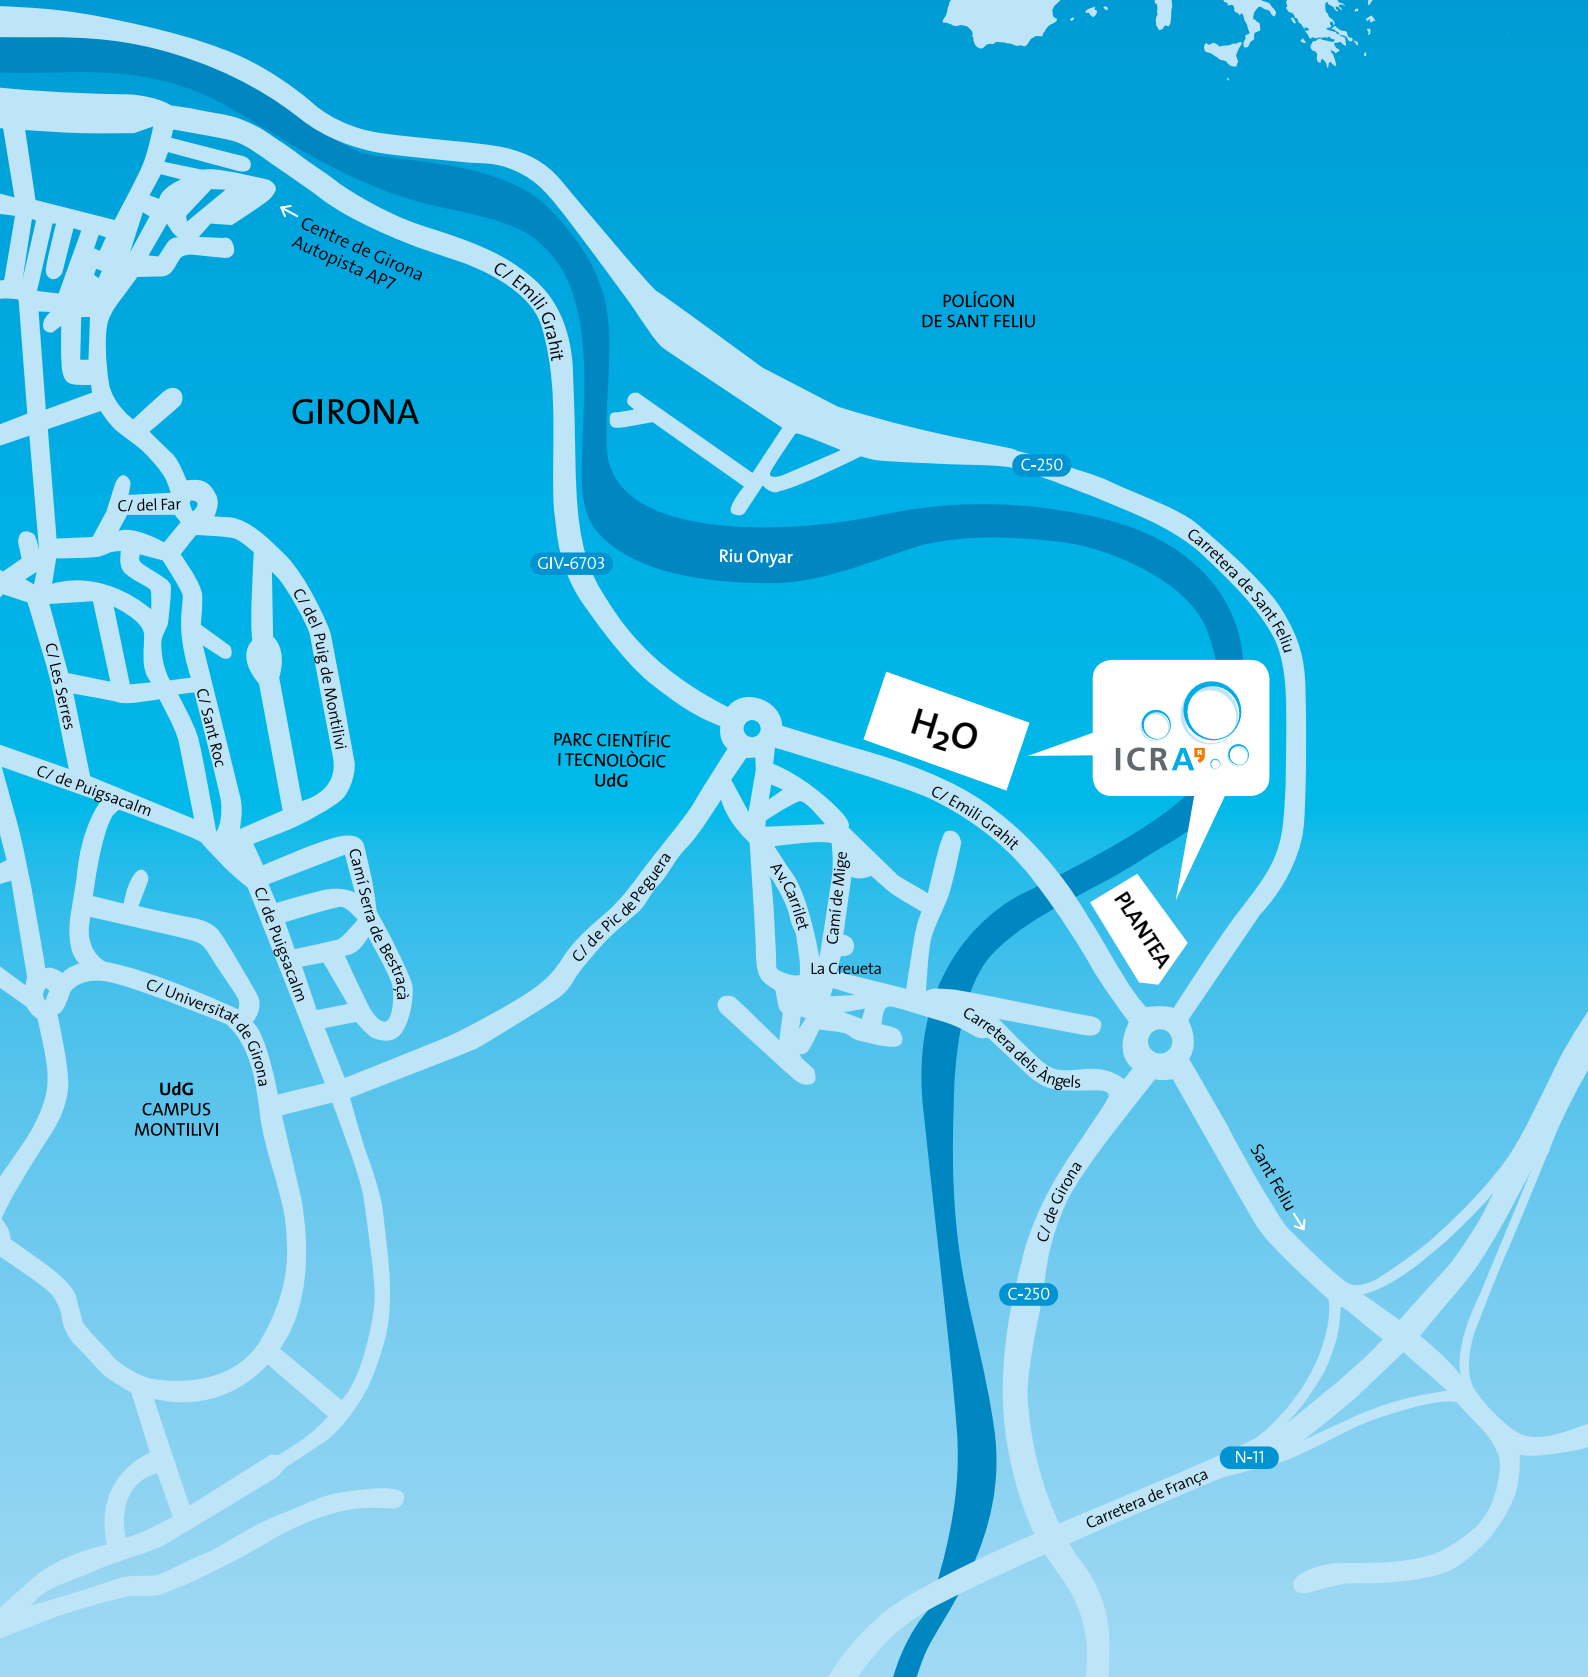 Centre de Girona
Autopista AP7
C/ Emili Grahit
POLÍGON
DE SANT FELIU
GIRONA
C-250
C/ del Far
Riu Onyar
GIV-6703
Carretera de Sant Feliu
C/ del Puig de Montilivi
C/ Les Serres
C/ Sant Roc
H₂O
ICRA
R
PARC CIENTÍFIC
I TECNOLÒGIC
UdG
C/ de Puigsacalm
C/ Emili Grahit
Camí Serra de Bestraçà
C/ de Pic de Peguera
Av. Carrilet
Camí de Mige
PLANTEA
C/ de Puigsacalm
La Creueta
C/ Universitat de Girona
Carretera dels Àngels
UdG
CAMPUS
MONTILIVI
Sant Feliu
C/ de Girona
C-250
N-11
Carretera de França